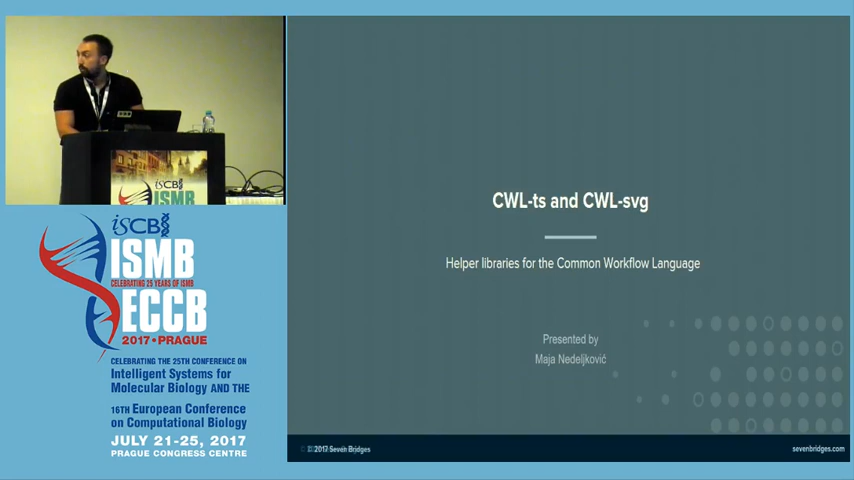 iSCB
ISMB
iSCB
ISMB
CELEBRATING 25 YEARS OF ISMB
ECCB
2017 • PRAGUE
CELEBRATING THE 25TH CONFERENCE ON
Intelligent Systems for
Molecular Biology AND THE
16TH European Conference
on Computational Biology
JULY 21-25, 2017
PRAGUE CONGRESS CENTRE
CWL-ts and CWL-svg
Helper libraries for the Common Workflow Language
Presented by
Maja Nedeljković
2017 Seven Bridges
sevenbridges.com